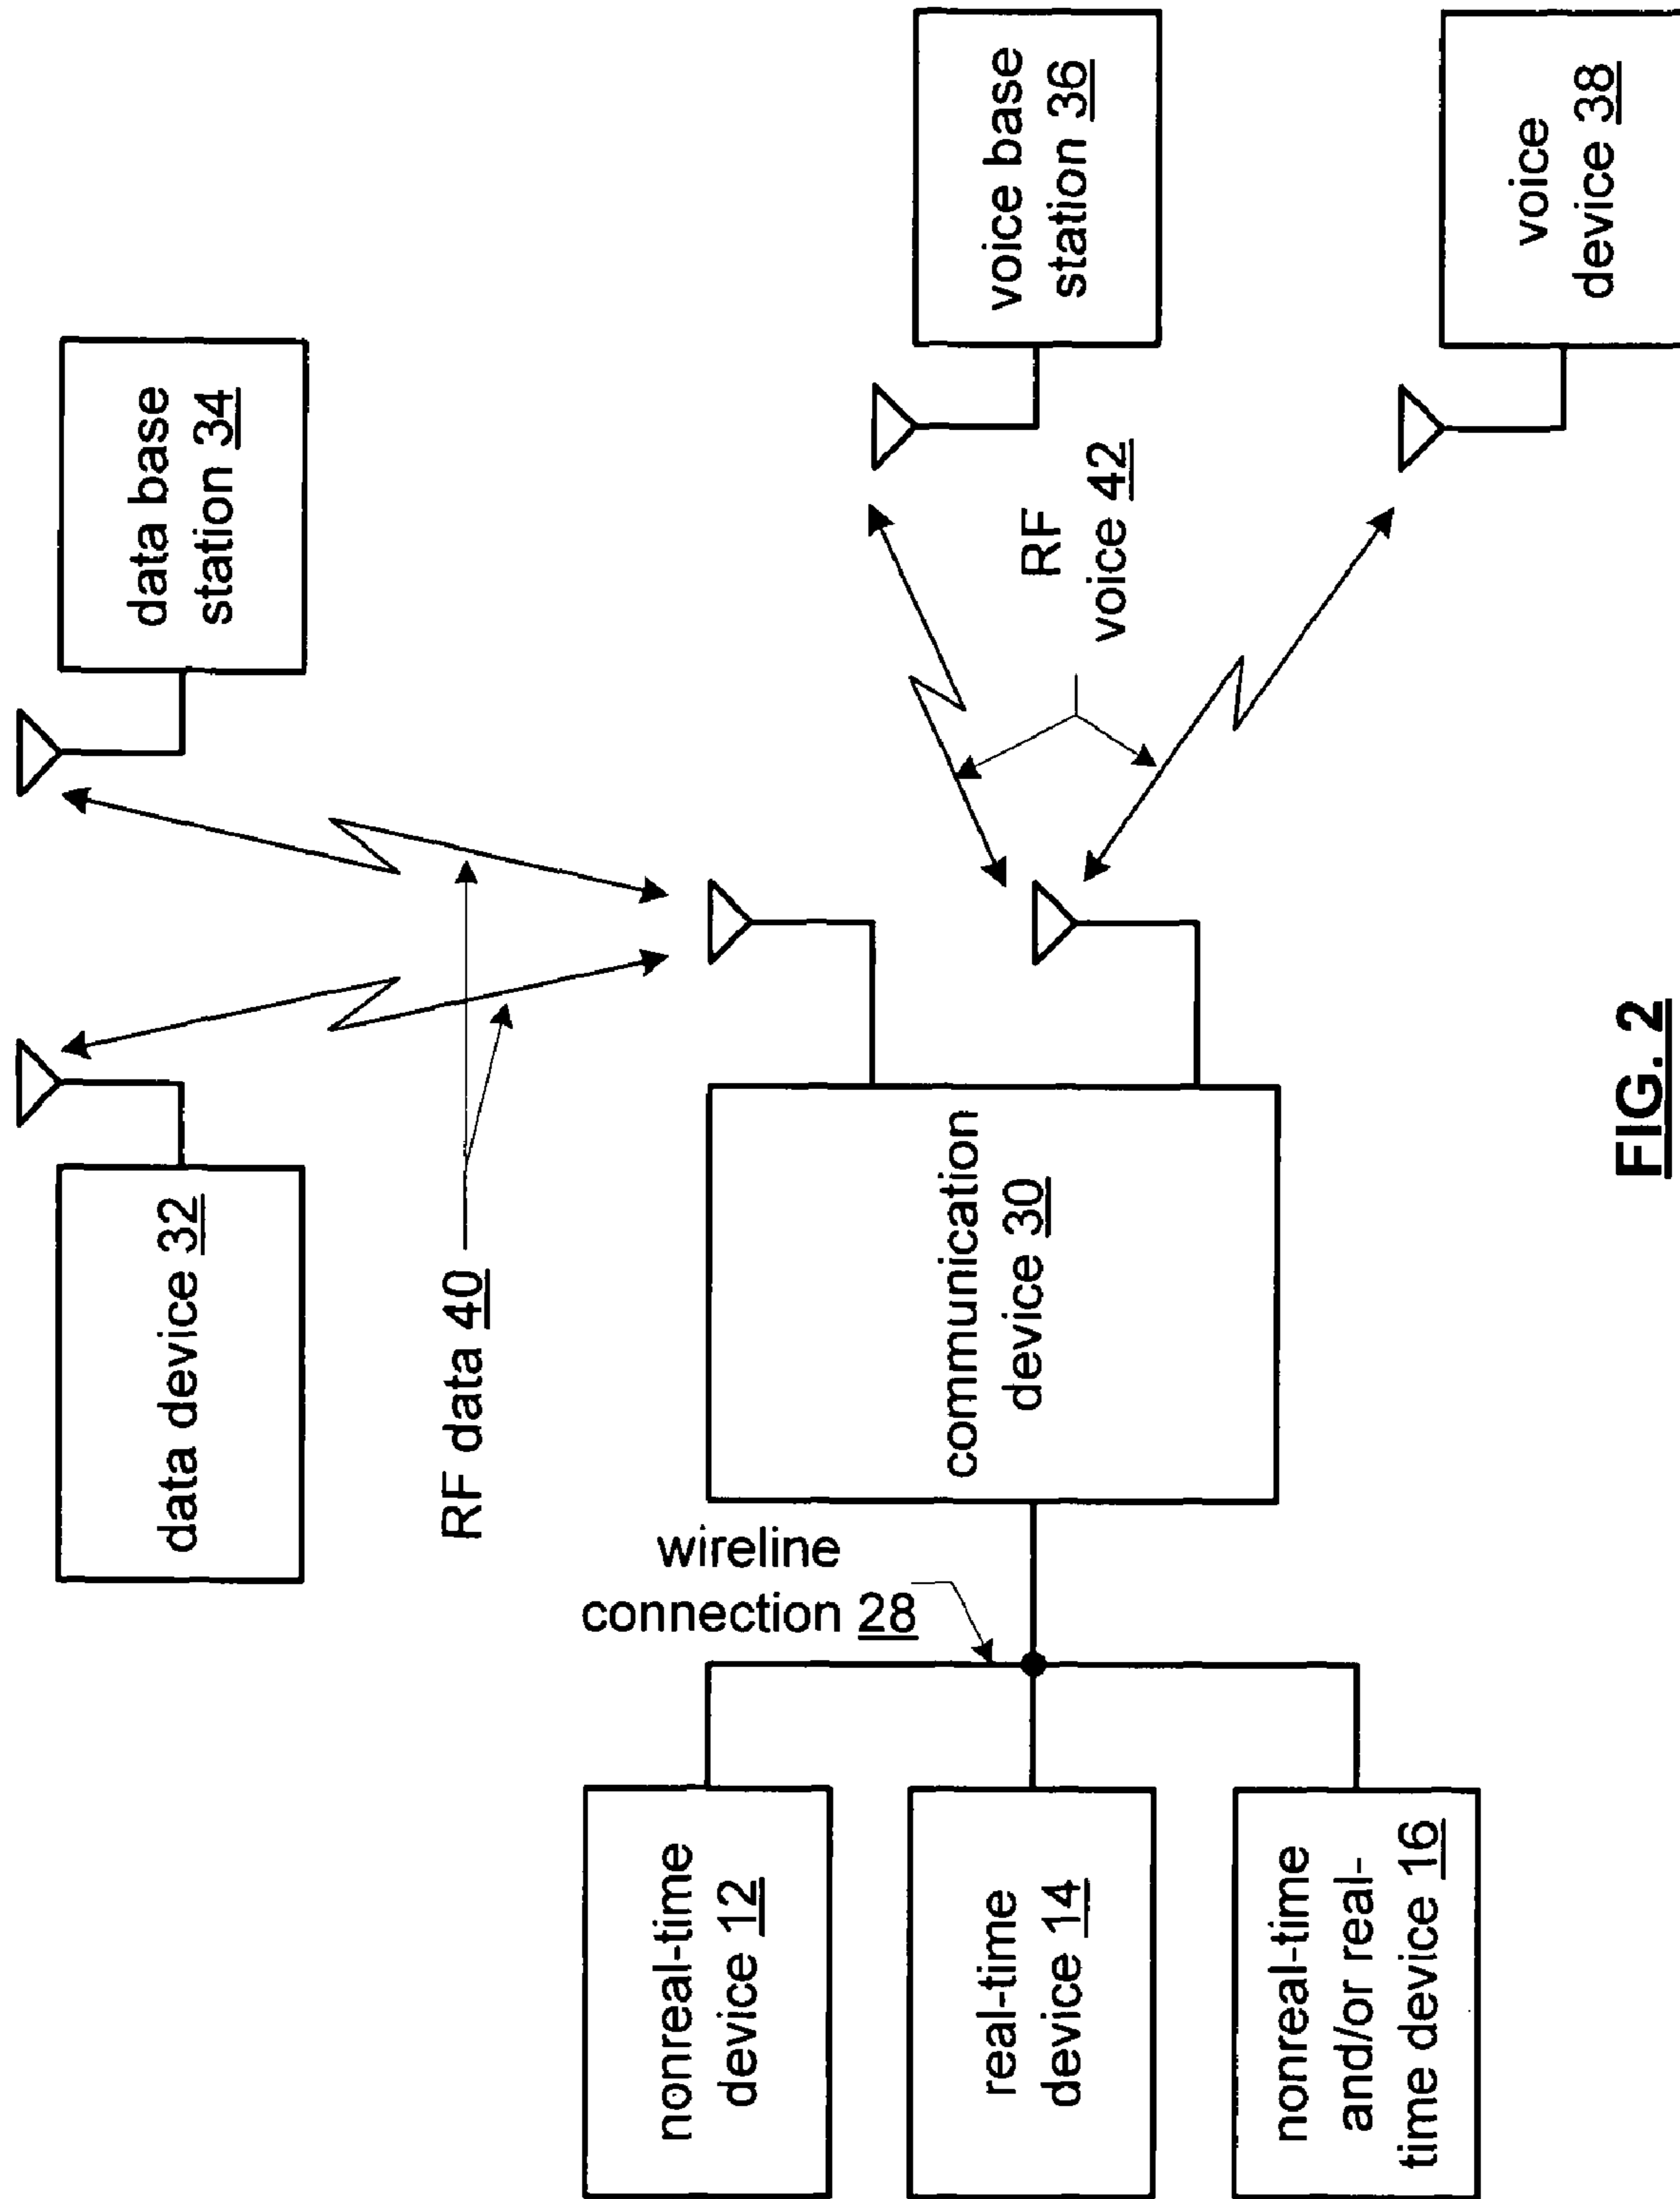 data device 32
data base
station 34
RF data 40
wireline
connection 28
nonreal-time
device 12
real-time
device 14
nonreal-time
and/or real-
time device 16
communication
device 30
RF
voice 42
voice base
station 36
voice
device 38
FIG. 2